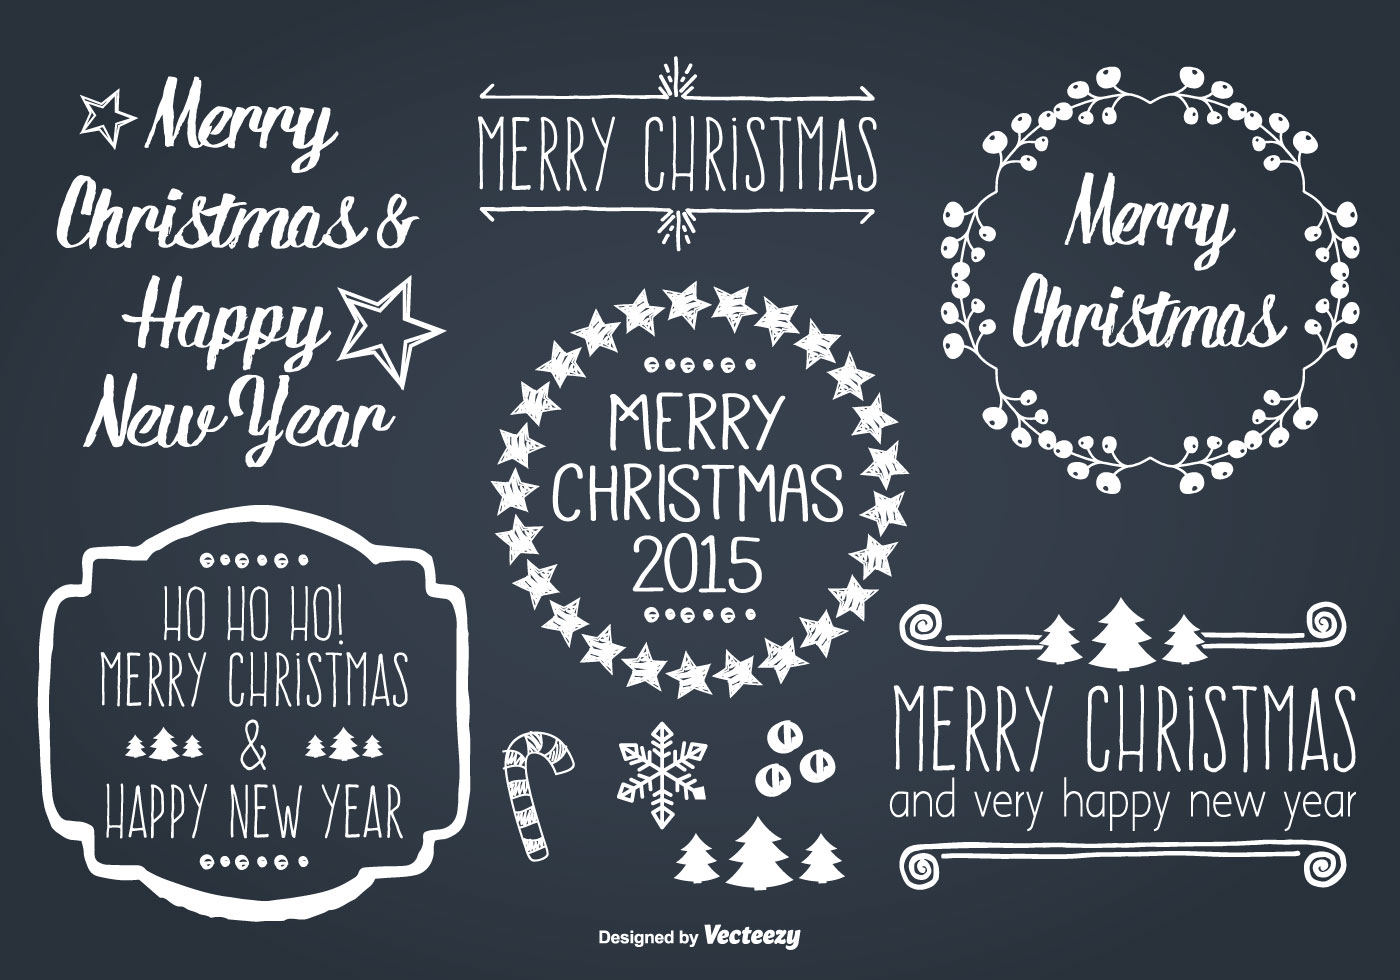 Merry
Christmas &
Happy
New Year
MERRY CHRiSTMAS
Merry
Christmas
MERRY
CHRISTMAS
2015
HO HO HO!
MERRY CHRiSTMAS
&
HAPPY NEW YEAR
MERRY CHRiSTMAS
and very happy new year
Designed by Vecteezy